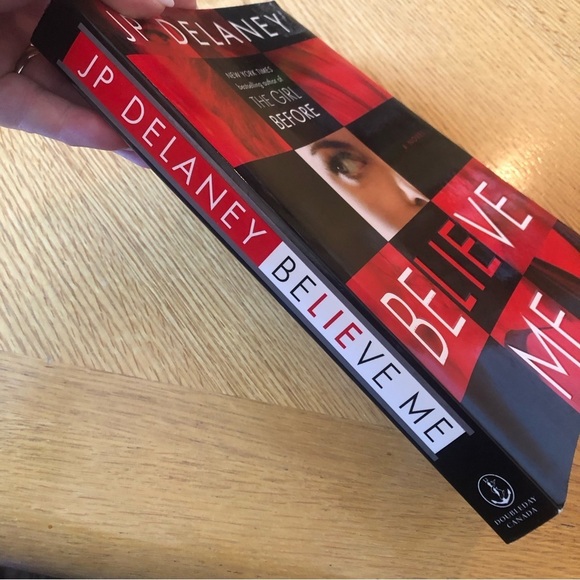 JP DELANEY
NEW YORK TIMES
bestselling author of
THE GIRL
BEFORE
A NOVEL
BELIEVE
ME
JP DELANEY BELIEVE ME
DOUBLEDAY
CANADA